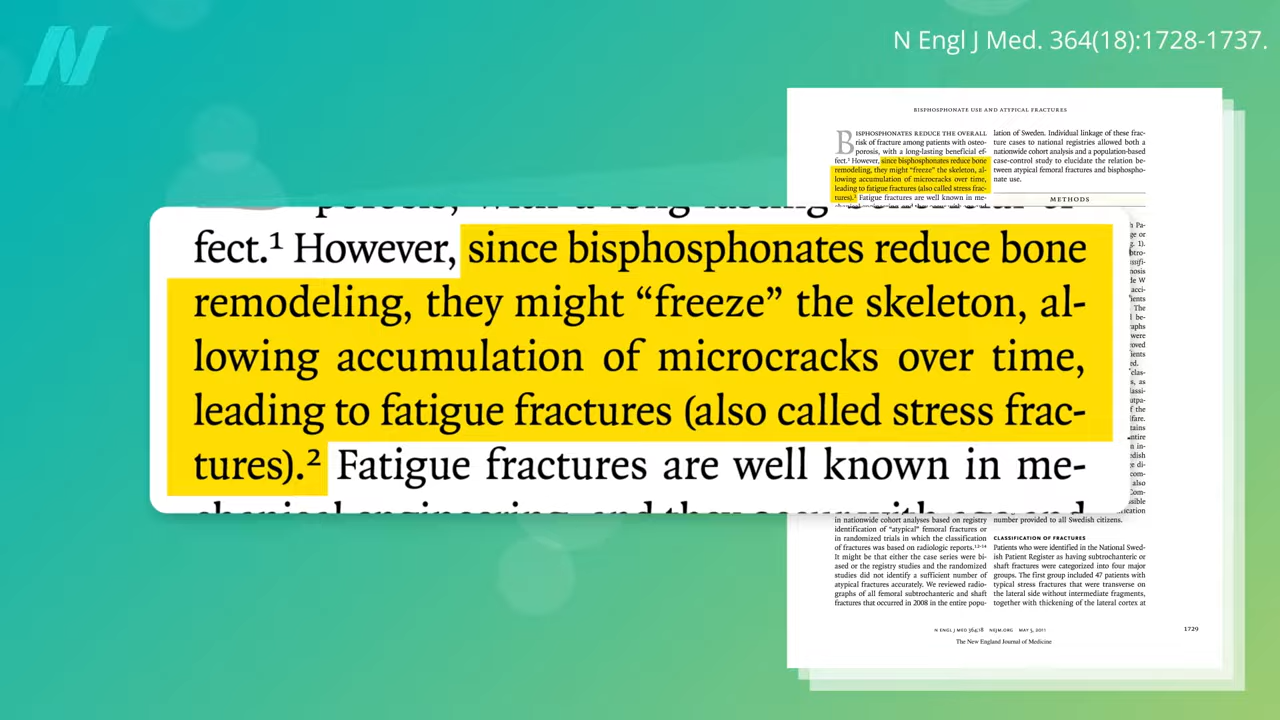 N Engl J Med. 364(18):1728-1737.
BISPHOSPHONATE USE AND ATYPICAL FRACTURES
BISPHOSPHONATES REDUCE THE OVERALL
risk of fracture among patients with osteo-
porosis, with a long-lasting beneficial ef-
fect.¹ However, since bisphosphonates reduce bone
remodeling, they might “freeze” the skeleton, al-
lowing accumulation of microcracks over time,
leading to fatigue fractures (also called stress frac-
tures).² Fatigue fractures are well known in me-
lation of Sweden. Individual linkage of these frac-
ture cases to national registries allowed both a
nationwide cohort analysis and a population-based
case-control study to elucidate the relation be-
tween atypical femoral fractures and bisphospho-
nate use.
METHODS
fect.¹ However, since bisphosphonates reduce bone
remodeling, they might “freeze” the skeleton, al-
lowing accumulation of microcracks over time,
leading to fatigue fractures (also called stress frac-
tures).² Fatigue fractures are well known in me-
chanical engineering, and they occur with age and
in nationwide cohort analyses based on registry
identification of “atypical” femoral fractures or
in randomized trials in which the classification
of fractures was based on radiologic reports.¹²⁻¹⁴
It might be that either the case series were bi-
ased or the registry studies and the randomized
studies did not identify a sufficient number of
atypical fractures accurately. We reviewed radio-
graphs of all femoral subtrochanteric and shaft
fractures that occurred in 2008 in the entire popu-
number provided to all Swedish citizens.
CLASSIFICATION OF FRACTURES
Patients who were identified in the National Swed-
ish Patient Register as having subtrochanteric or
shaft fractures were categorized into four major
groups. The first group included 47 patients with
typical stress fractures that were transverse on
the lateral side without intermediate fragments,
together with thickening of the lateral cortex at
N ENGL J MED 364;18 NEJM.ORG MAY 5, 2011
1729
The New England Journal of Medicine